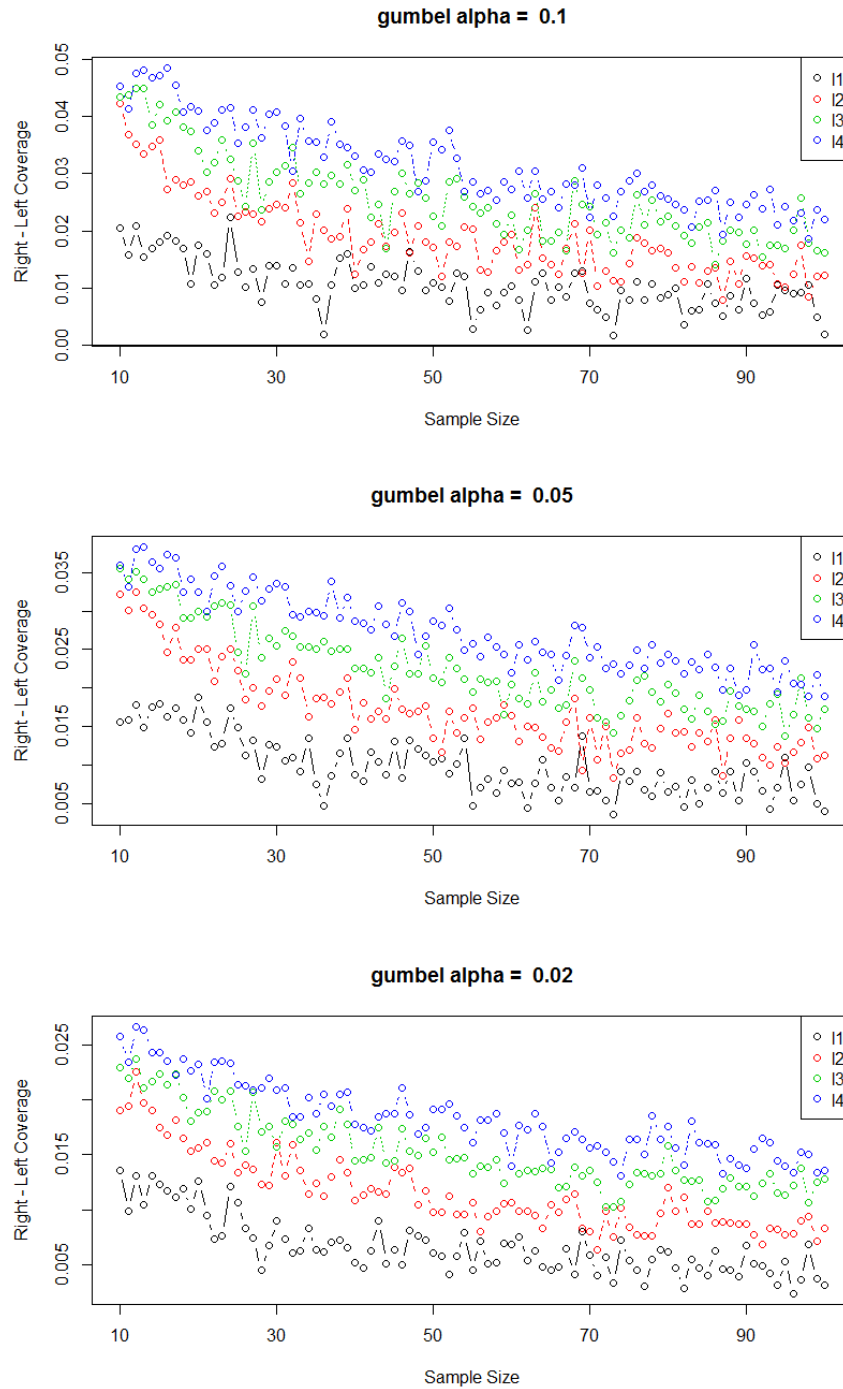 gumbel alpha = 0.1
Right - Left Coverage
0.05
0.04
0.03
0.02
0.01
0.00
l1
l2
l3
l4
10 30 50 70 90
Sample Size
gumbel alpha = 0.05
Right - Left Coverage
0.035
0.025
0.015
0.005
l1
l2
l3
l4
10 30 50 70 90
Sample Size
gumbel alpha = 0.02
Right - Left Coverage
0.025
0.015
0.005
l1
l2
l3
l4
10 30 50 70 90
Sample Size